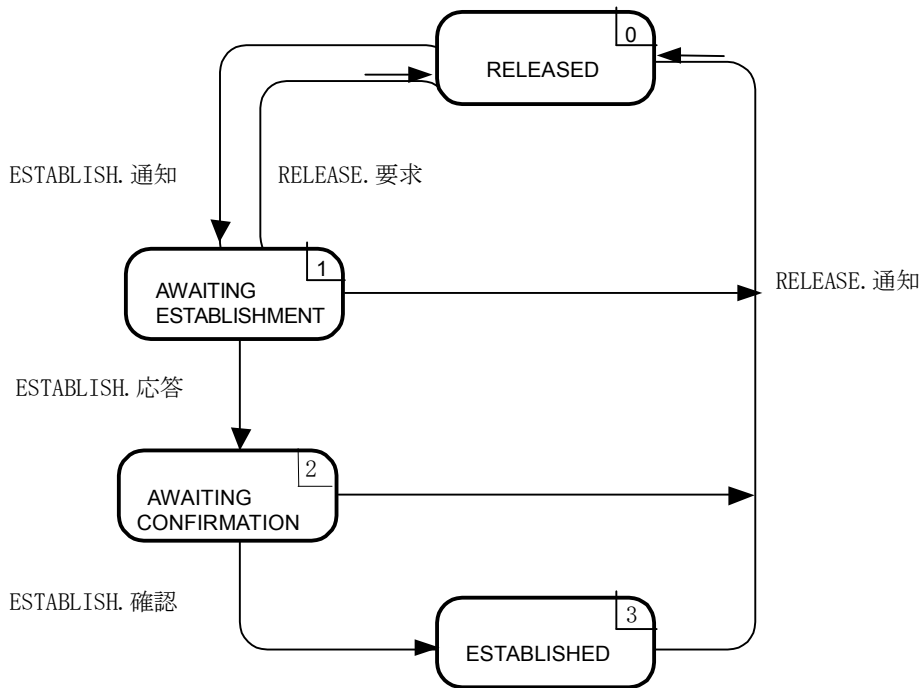 0
RELEASED
ESTABLISH.通知
RELEASE.要求
1
AWAITING
ESTABLISHMENT
RELEASE.通知
ESTABLISH.応答
2
AWAITING
CONFIRMATION
ESTABLISH.確認
3
ESTABLISHED